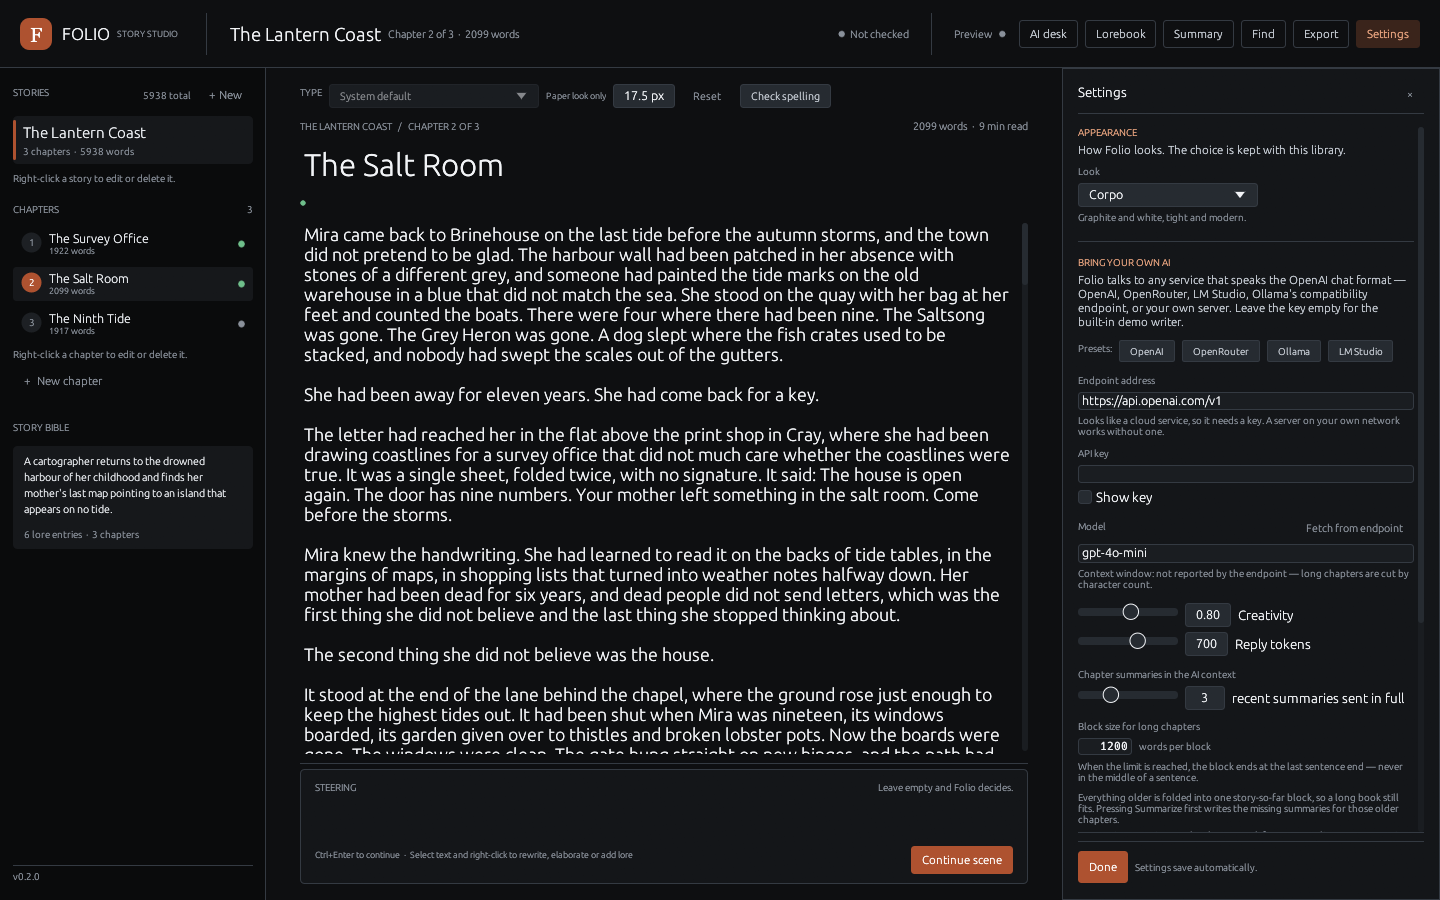 F FOLIO STORY STUDIO
The Lantern Coast Chapter 2 of 3 · 2099 words
Not checked
Preview
AI desk
Lorebook
Summary
Find
Export
Settings
STORIES 5938 total + New
The Lantern Coast
3 chapters · 5938 words
Right-click a story to edit or delete it.
CHAPTERS 3
1 The Survey Office
1922 words
2 The Salt Room
2099 words
3 The Ninth Tide
1917 words
Right-click a chapter to edit or delete it.
+ New chapter
STORY BIBLE
A cartographer returns to the drowned
harbour of her childhood and finds her
mother's last map pointing to an island that
appears on no tide.
6 lore entries · 3 chapters
v0.2.0
TYPE System default Paper look only 17.5 px Reset Check spelling
THE LANTERN COAST / CHAPTER 2 OF 3 2099 words · 9 min read
The Salt Room
Mira came back to Brinehouse on the last tide before the autumn storms, and the town
did not pretend to be glad. The harbour wall had been patched in her absence with
stones of a different grey, and someone had painted the tide marks on the old
warehouse in a blue that did not match the sea. She stood on the quay with her bag at her
feet and counted the boats. There were four where there had been nine. The Saltsong
was gone. The Grey Heron was gone. A dog slept where the fish crates used to be
stacked, and nobody had swept the scales out of the gutters.
She had been away for eleven years. She had come back for a key.
The letter had reached her in the flat above the print shop in Cray, where she had been
drawing coastlines for a survey office that did not much care whether the coastlines were
true. It was a single sheet, folded twice, with no signature. It said: The house is open
again. The door has nine numbers. Your mother left something in the salt room. Come
before the storms.
Mira knew the handwriting. She had learned to read it on the backs of tide tables, in the
margins of maps, in shopping lists that turned into weather notes halfway down. Her
mother had been dead for six years, and dead people did not send letters, which was the
first thing she did not believe and the last thing she stopped thinking about.
The second thing she did not believe was the house.
It stood at the end of the lane behind the chapel, where the ground rose just enough to
keep the highest tides out. It had been shut when Mira was nineteen, its windows
boarded, its garden given over to thistles and broken lobster pots. Now the boards were
gone. The windows were clean. The gate hung straight on new hinges, and the path had
STEERING Leave empty and Folio decides.
Ctrl+Enter to continue · Select text and right-click to rewrite, elaborate or add lore
Continue scene
Settings ×
APPEARANCE
How Folio looks. The choice is kept with this library.
Look
Corpo
Graphite and white, tight and modern.
BRING YOUR OWN AI
Folio talks to any service that speaks the OpenAI chat format —
OpenAI, OpenRouter, LM Studio, Ollama's compatibility
endpoint, or your own server. Leave the key empty for the
built-in demo writer.
Presets: OpenAI OpenRouter Ollama LM Studio
Endpoint address
https://api.openai.com/v1
Looks like a cloud service, so it needs a key. A server on your own network
works without one.
API key
Show key
Model Fetch from endpoint
gpt-4o-mini
Context window: not reported by the endpoint — long chapters are cut by
character count.
0.80 Creativity
700 Reply tokens
Chapter summaries in the AI context
3 recent summaries sent in full
Block size for long chapters
1200 words per block
When the limit is reached, the block ends at the last sentence end — never
in the middle of a sentence.
Everything older is folded into one story-so-far block, so a long book still
fits. Pressing Summarize first writes the missing summaries for those older
chapters.
Done Settings save automatically.